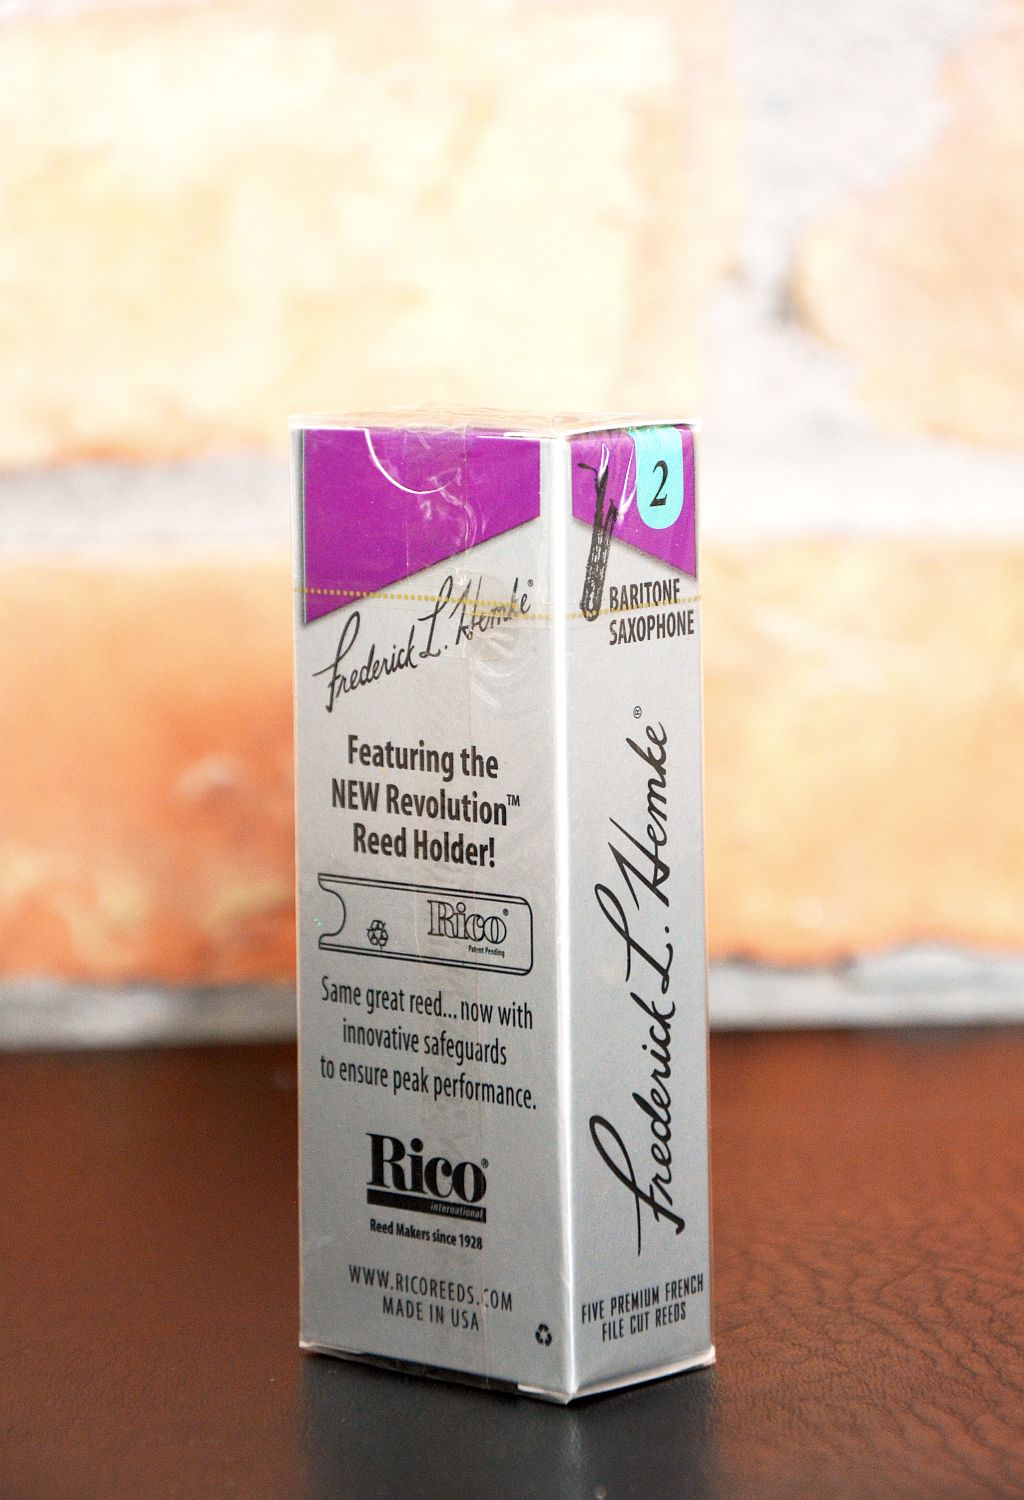 Frederick L. Hemke®
Featuring the
NEW Revolution™
Reed Holder!
Rico®
Patent Pending
Same great reed...now with
innovative safeguards
to ensure peak performance.
Rico®
international
Reed Makers since 1928
WWW.RICOREEDS.COM
MADE IN USA
2
BARITONE
SAXOPHONE
Frederick L. Hemke®
FIVE PREMIUM FRENCH
FILE CUT REEDS